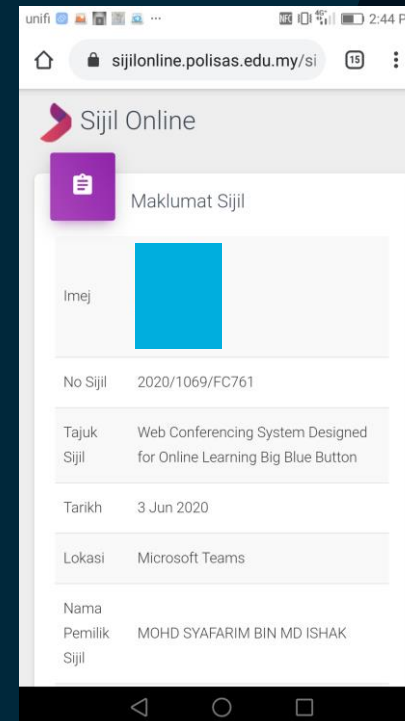 unifi ... NFC 4G 2:44 P
sijilonline.polisas.edu.my/si 15
Sijil Online
Maklumat Sijil
Imej
No Sijil 2020/1069/FC761
Tajuk Web Conferencing System Designed
Sijil for Online Learning Big Blue Button
Tarikh 3 Jun 2020
Lokasi Microsoft Teams
Nama
Pemilik MOHD SYAFARIM BIN MD ISHAK
Sijil